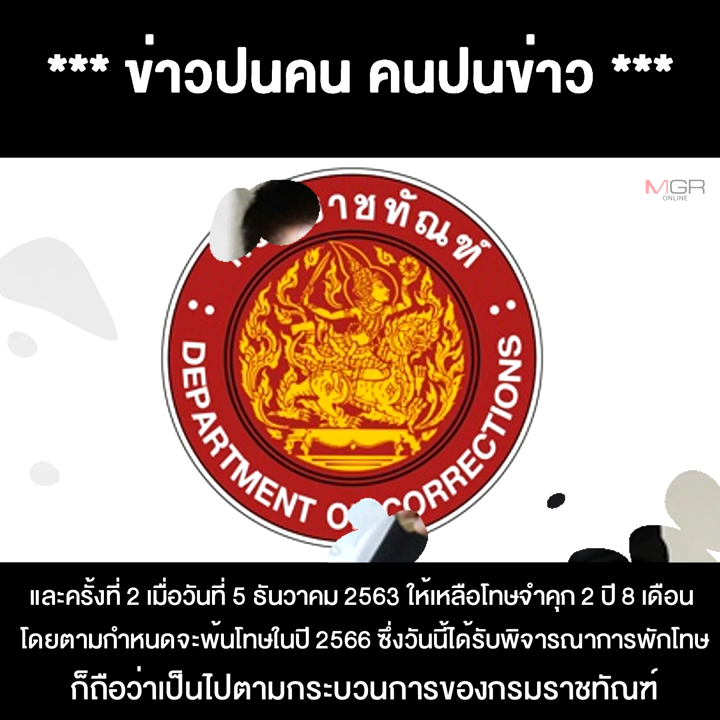 *** ข่าวปนคน คนปนข่าว ***
MGR
ONLINE
ราชทัณฑ์
DEPARTMENT OF CORRECTIONS
และครั้งที่ 2 เมื่อวันที่ 5 ธันวาคม 2563 ให้เหลือโทษจำคุก 2 ปี 8 เดือน
โดยตามกำหนดจะพ้นโทษในปี 2566 ซึ่งวันนี้ได้รับพิจารณาการพักโทษ
ก็ถือว่าเป็นไปตามกระบวนการของกรมราชทัณฑ์